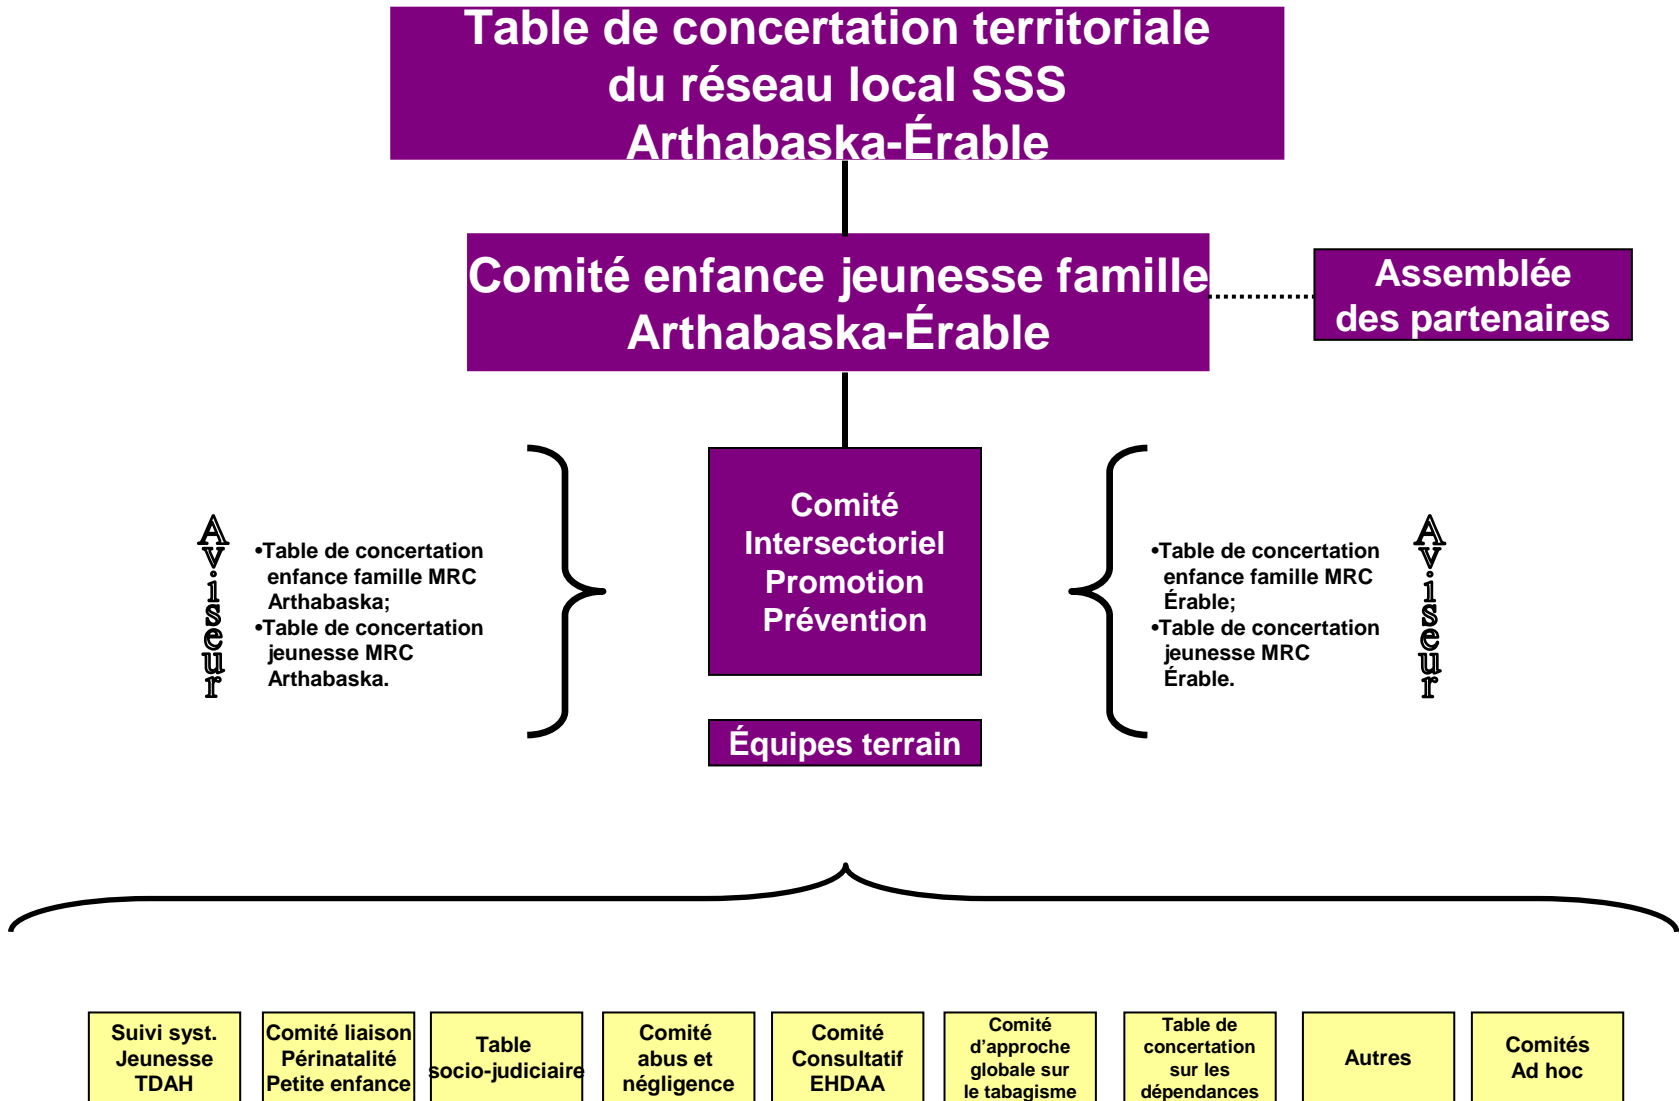 Table de concertation territoriale
du réseau local SSS
Arthabaska-Érable
Comité enfance jeunesse famille
Arthabaska-Érable
Assemblée
des partenaires
Aviseur
•Table de concertation
enfance famille MRC
Arthabaska;
•Table de concertation
jeunesse MRC
Arthabaska.
Comité
Intersectoriel
Promotion
Prévention
•Table de concertation
enfance famille MRC
Érable;
•Table de concertation
jeunesse MRC
Érable.
Aviseur
Équipes terrain
Suivi syst.
Jeunesse
TDAH
Comité liaison
Périnatalité
Petite enfance
Table
socio-judiciaire
Comité
abus et
négligence
Comité
Consultatif
EHDAA
Comité
d’approche
globale sur
le tabagisme
Table de
concertation
sur les
dépendances
Autres
Comités
Ad hoc